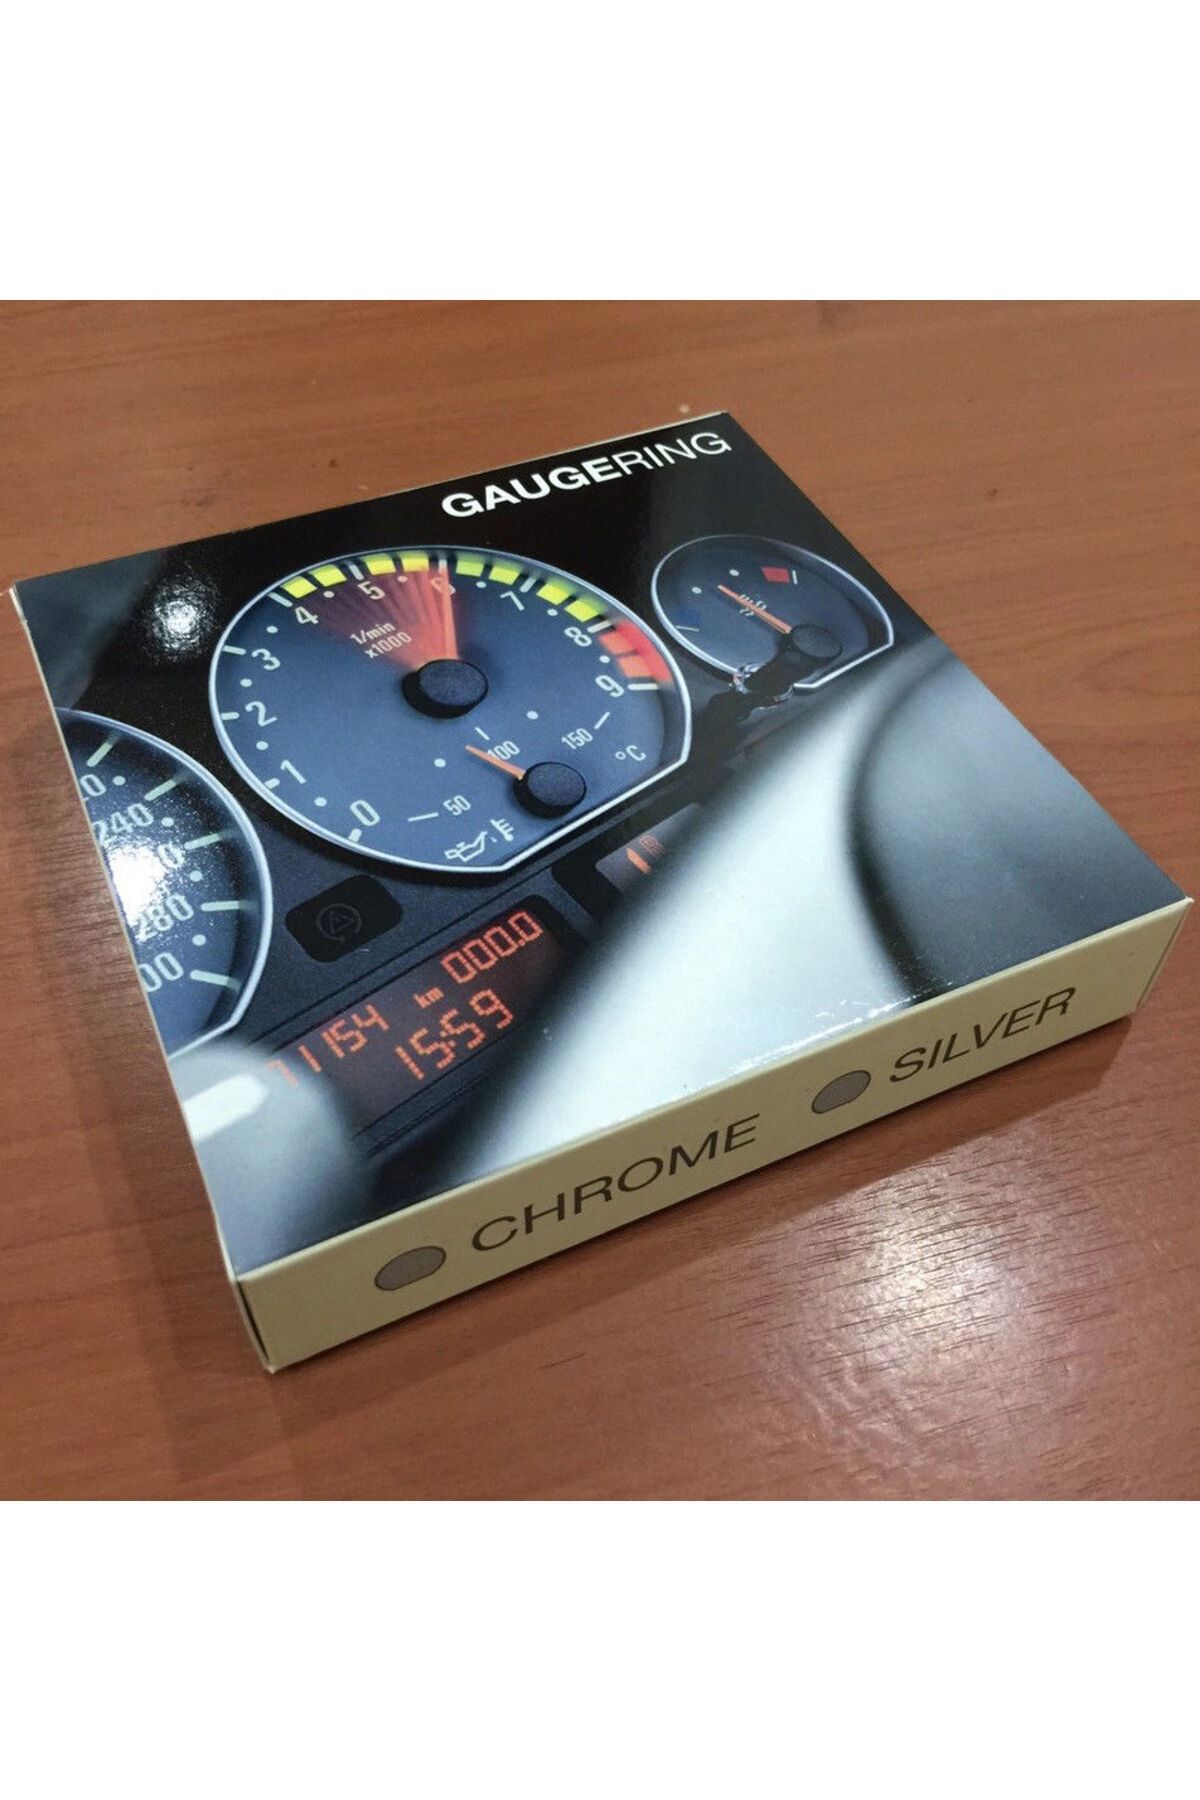 GAUGERING
4 5 6 7 8 9
3
2
1
0
1/min
x1000
50 100 150 °C
240
280
000.0
71154 km
15:59
CHROME
SILVER